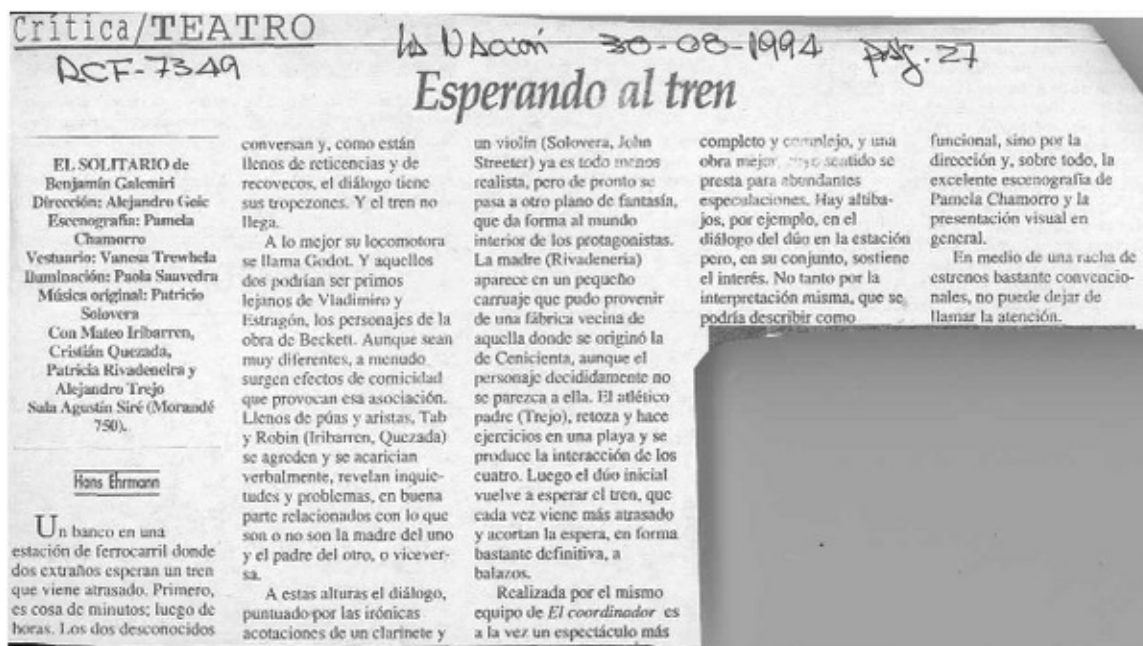 Crítica/TEATRO
La Nación 30-08-1994 pág. 27
RCF-7349
Esperando al tren
EL SOLITARIO de
Benjamín Galemiri
Dirección: Alejandro Goic
Escenografía: Pamela
Chamorro
Vestuario: Vanesa Trewhela
Iluminación: Paola Saavedra
Música original: Patricio
Solovera
Con Mateo Iribarren,
Cristián Quezada,
Patricia Rivadeneira y
Alejandro Trejo
Sala Agustín Siré (Morandé
750).
Hans Ehrmann
Un banco en una
estación de ferrocarril donde
dos extraños esperan un tren
que viene atrasado. Primero,
es cosa de minutos; luego de
horas. Los dos desconocidos
conversan y, como están
llenos de reticencias y de
recovecos, el diálogo tiene
sus tropezones. Y el tren no
llega.
A lo mejor su locomotora
se llama Godot. Y aquellos
dos podrían ser primos
lejanos de Vladimiro y
Estragón, los personajes de la
obra de Beckett. Aunque sean
muy diferentes, a menudo
surgen efectos de comicidad
que provocan esa asociación.
Llenos de púas y aristas, Tab
y Robin (Iribarren, Quezada)
se agreden y se acarician
verbalmente, revelan inquie-
tudes y problemas, en buena
parte relacionados con lo que
son o no son la madre del uno
y el padre del otro, o vicever-
sa.
A estas alturas el diálogo,
puntuado por las irónicas
acotaciones de un clarinete y
un violín (Solovera, John
Streeter) ya es todo menos
realista, pero de pronto se
pasa a otro plano de fantasía,
que da forma al mundo
interior de los protagonistas.
La madre (Rivadeneria)
aparece en un pequeño
carruaje que pudo provenir
de una fábrica vecina de
aquella donde se originó la
de Cenicienta, aunque el
personaje decididamente no
se parezca a ella. El atlético
padre (Trejo), retoza y hace
ejercicios en una playa y se
produce la interacción de los
cuatro. Luego el dúo inicial
vuelve a esperar el tren, que
cada vez viene más atrasado
y acortan la espera, en forma
bastante definitiva, a
balazos.
Realizada por el mismo
equipo de El coordinador es
a la vez un espectáculo más
completo y complejo, y una
obra mejor, cuyo sentido se
presta para abundantes
especulaciones. Hay altiba-
jos, por ejemplo, en el
diálogo del dúo en la estación
pero, en su conjunto, sostiene
el interés. No tanto por la
interpretación misma, que se
podría describir como
funcional, sino por la
dirección y, sobre todo, la
excelente escenografía de
Pamela Chamorro y la
presentación visual en
general.
En medio de una racha de
estrenos bastante convencio-
nales, no puede dejar de
llamar la atención.